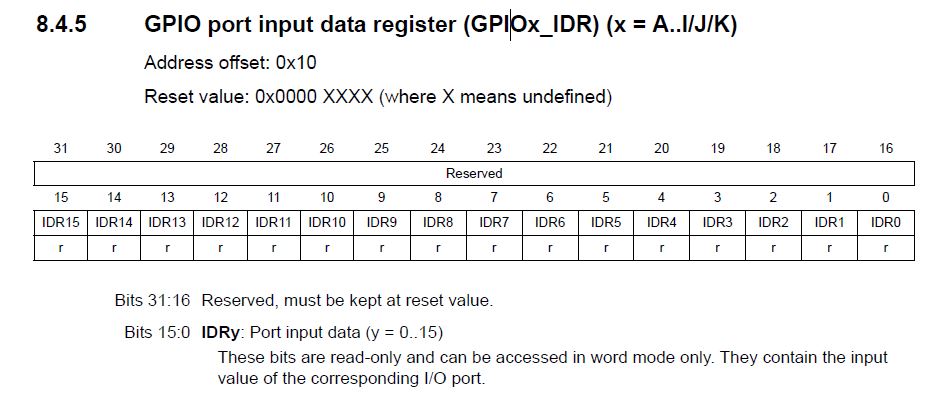 8.4.5 GPIO port input data register (GPIOx_IDR) (x = A..I/J/K)
Address offset: 0x10
Reset value: 0x0000 XXXX (where X means undefined)
31 30 29 28 27 26 25 24 23 22 21 20 19 18 17 16
Reserved
15 14 13 12 11 10 9 8 7 6 5 4 3 2 1 0
IDR15 IDR14 IDR13 IDR12 IDR11 IDR10 IDR9 IDR8 IDR7 IDR6 IDR5 IDR4 IDR3 IDR2 IDR1 IDR0
r r r r r r r r r r r r r r r r
Bits 31:16 Reserved, must be kept at reset value.
Bits 15:0 IDRy: Port input data (y = 0..15)
These bits are read-only and can be accessed in word mode only. They contain the input
value of the corresponding I/O port.